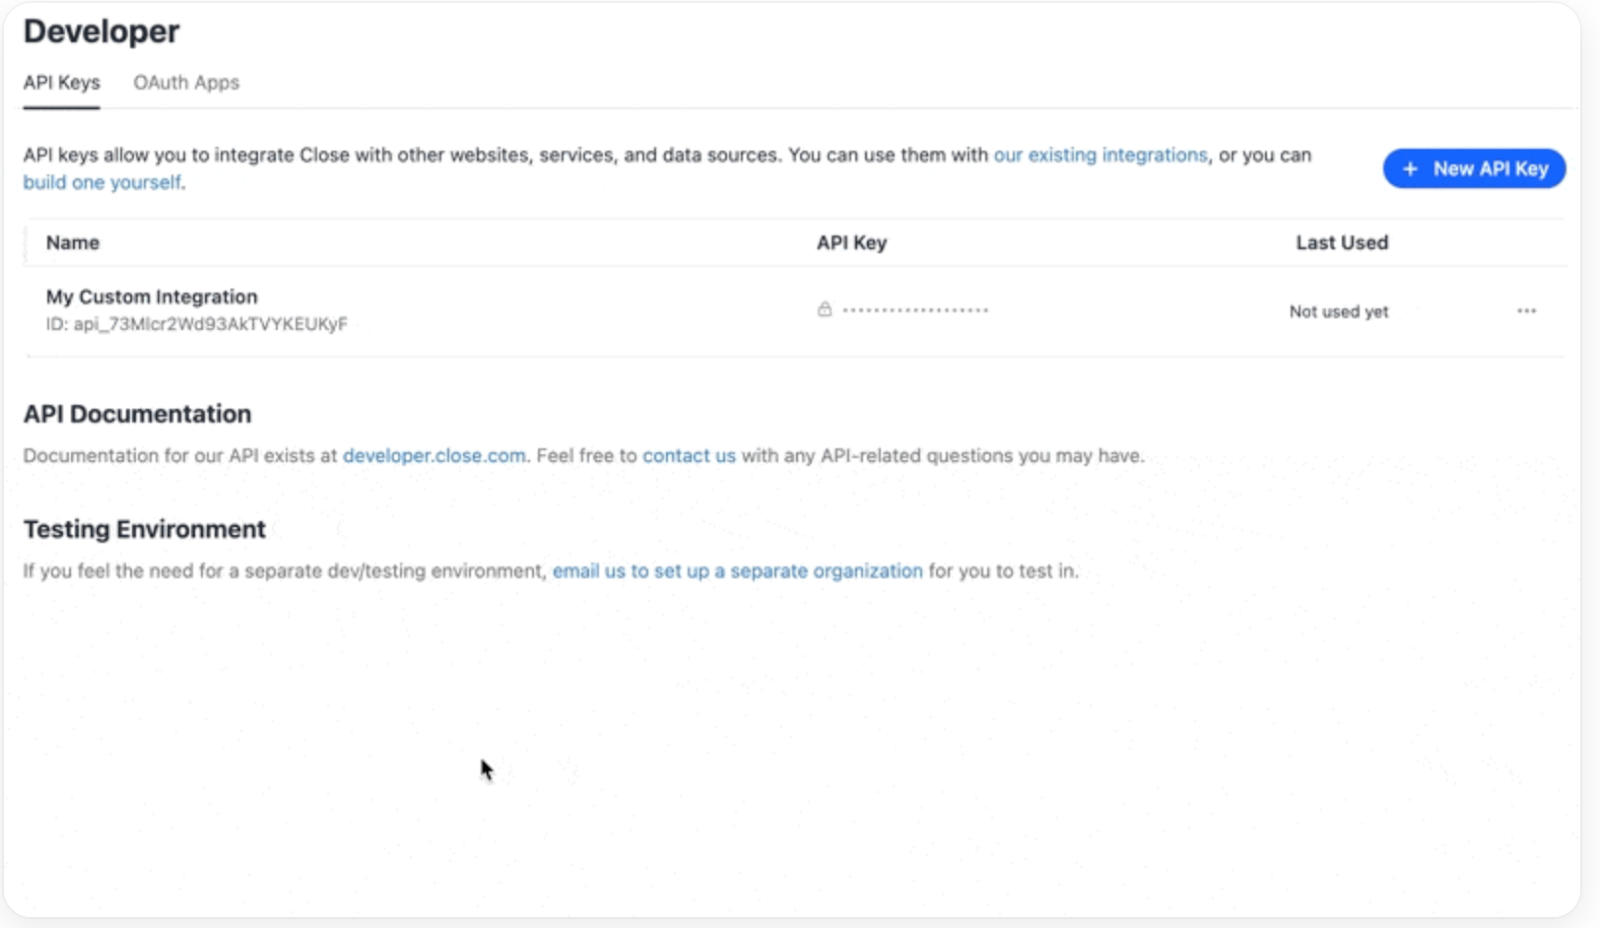 Developer
API Keys OAuth Apps
API keys allow you to integrate Close with other websites, services, and data sources. You can use them with our existing integrations, or you can
build one yourself.
+ New API Key
Name API Key Last Used
My Custom Integration
ID: api_73Mlcr2Wd93AkTVYKEUKyF
Not used yet
API Documentation
Documentation for our API exists at developer.close.com. Feel free to contact us with any API-related questions you may have.
Testing Environment
If you feel the need for a separate dev/testing environment, email us to set up a separate organization for you to test in.